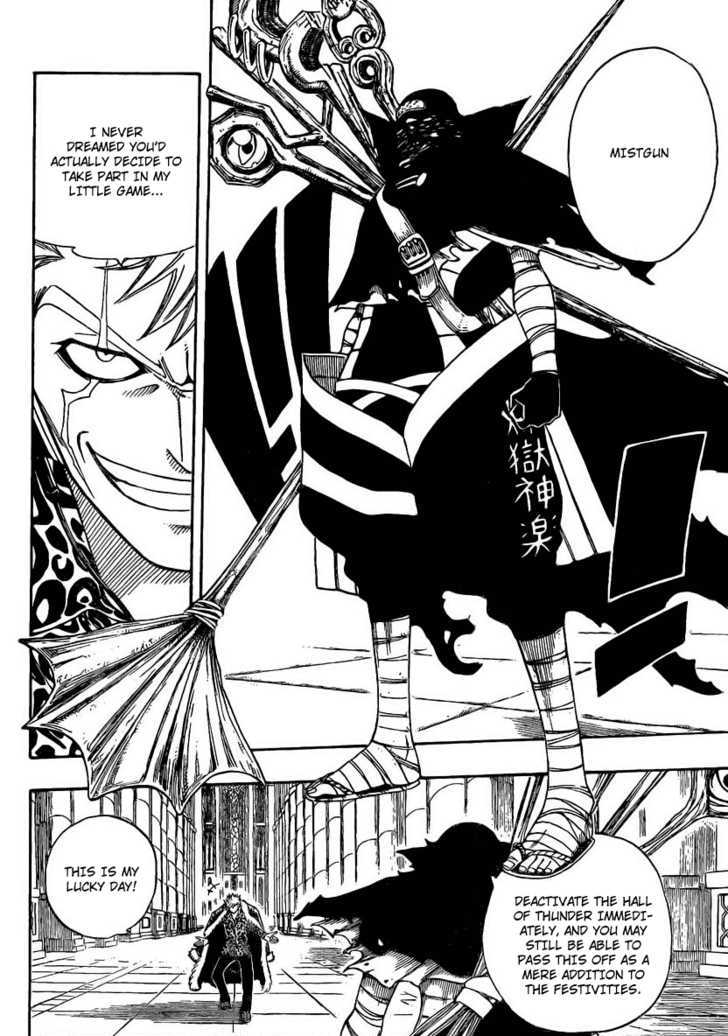 MISTGUN
I NEVER
DREAMED YOU'D
ACTUALLY DECIDE TO
TAKE PART IN MY
LITTLE GAME...
獄
神
楽
THIS IS MY
LUCKY DAY!
DEACTIVATE THE HALL
OF THUNDER IMMEDI-
ATELY, AND YOU MAY
STILL BE ABLE TO
PASS THIS OFF AS A
MERE ADDITION TO
THE FESTIVITIES.